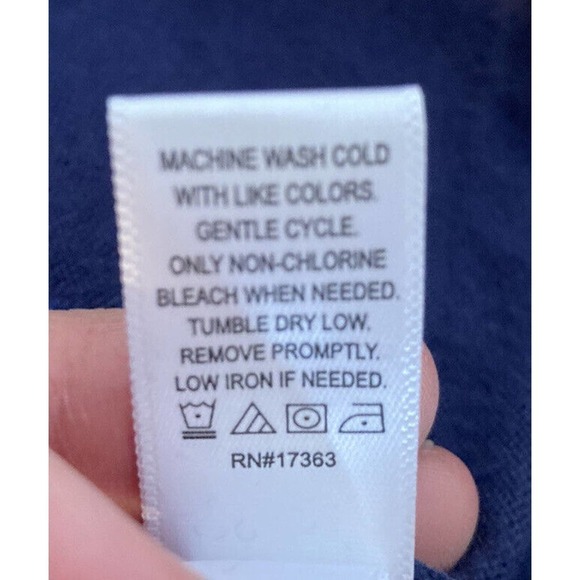 MACHINE WASH COLD
WITH LIKE COLORS.
GENTLE CYCLE.
ONLY NON-CHLORINE
BLEACH WHEN NEEDED.
TUMBLE DRY LOW.
REMOVE PROMPTLY.
LOW IRON IF NEEDED.
RN#17363